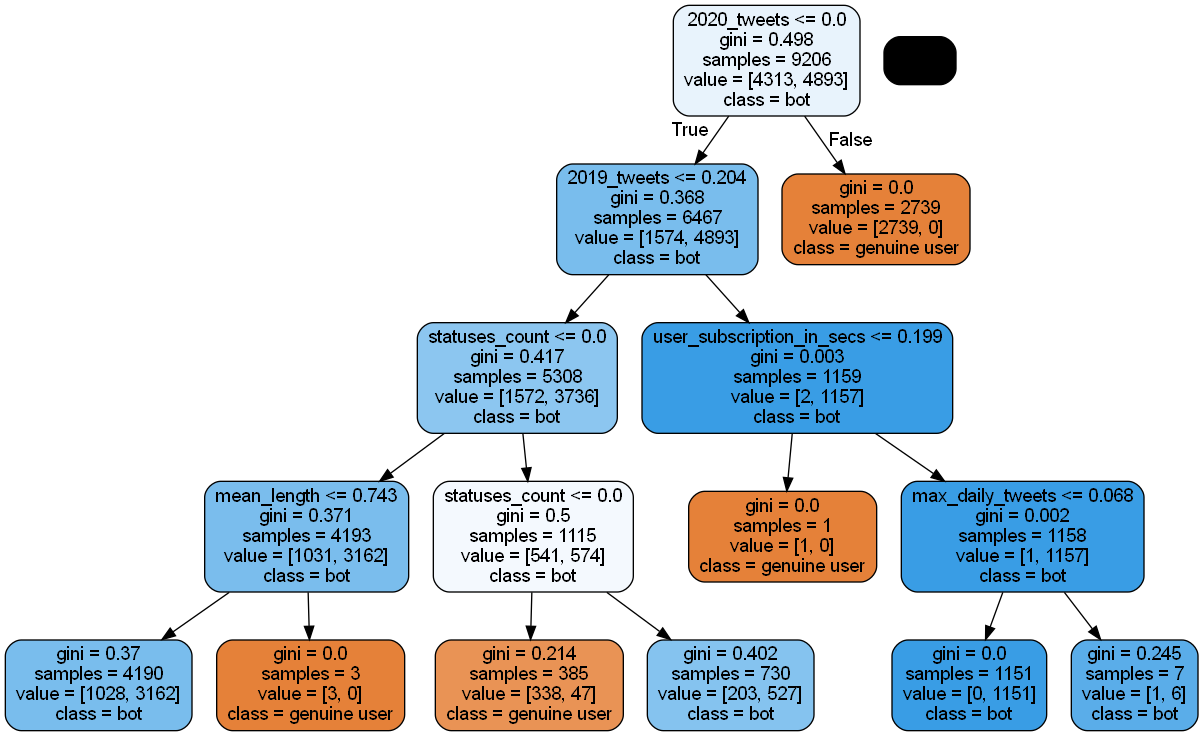 2020_tweets <= 0.0
gini = 0.498
samples = 9206
value = [4313, 4893]
class = bot
True
False
2019_tweets <= 0.204
gini = 0.368
samples = 6467
value = [1574, 4893]
class = bot
gini = 0.0
samples = 2739
value = [2739, 0]
class = genuine user
statuses_count <= 0.0
gini = 0.417
samples = 5308
value = [1572, 3736]
class = bot
user_subscription_in_secs <= 0.199
gini = 0.003
samples = 1159
value = [2, 1157]
class = bot
mean_length <= 0.743
gini = 0.371
samples = 4193
value = [1031, 3162]
class = bot
statuses_count <= 0.0
gini = 0.5
samples = 1115
value = [541, 574]
class = bot
gini = 0.0
samples = 1
value = [1, 0]
class = genuine user
max_daily_tweets <= 0.068
gini = 0.002
samples = 1158
value = [1, 1157]
class = bot
gini = 0.37
samples = 4190
value = [1028, 3162]
class = bot
gini = 0.0
samples = 3
value = [3, 0]
class = genuine user
gini = 0.214
samples = 385
value = [338, 47]
class = genuine user
gini = 0.402
samples = 730
value = [203, 527]
class = bot
gini = 0.0
samples = 1151
value = [0, 1151]
class = bot
gini = 0.245
samples = 7
value = [1, 6]
class = bot